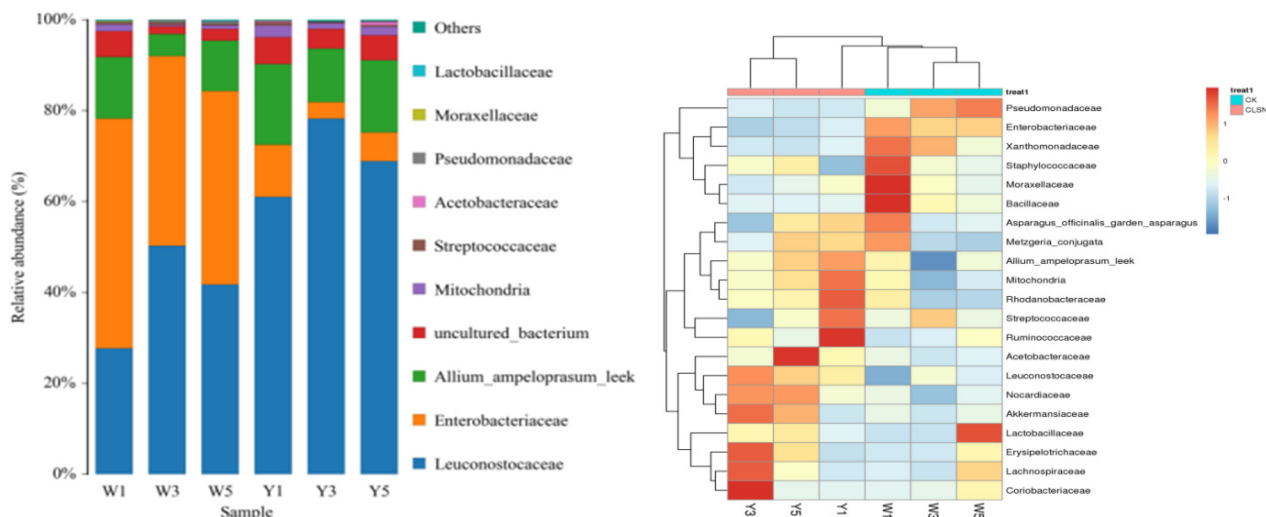 100%
80%
60%
40%
20%
0%
Relative abundance (%)
W1 W3 W5 Y1 Y3 Y5
Sample
Others
Lactobacillaceae
Moraxellaceae
Pseudomonadaceae
Acetobacteraceae
Streptococcaceae
Mitochondria
uncultured_bacterium
Allium_ampeloprasum_leek
Enterobacteriaceae
Leuconostocaceae
treat1
Pseudomonadaceae
Enterobacteriaceae
Xanthomonadaceae
Staphylococcaceae
Moraxellaceae
Bacillaceae
Asparagus_officinalis_garden_asparagus
Metzgeria_conjugata
Allium_ampeloprasum_leek
Mitochondria
Rhodanobacteraceae
Streptococcaceae
Ruminococcaceae
Acetobacteraceae
Leuconostocaceae
Nocardiaceae
Akkermansiaceae
Lactobacillaceae
Erysipelotrichaceae
Lachnospiraceae
Coriobacteriaceae
Y3 Y5 Y1 W1 W3 W5
1
-1
treat1
CK
CLSN